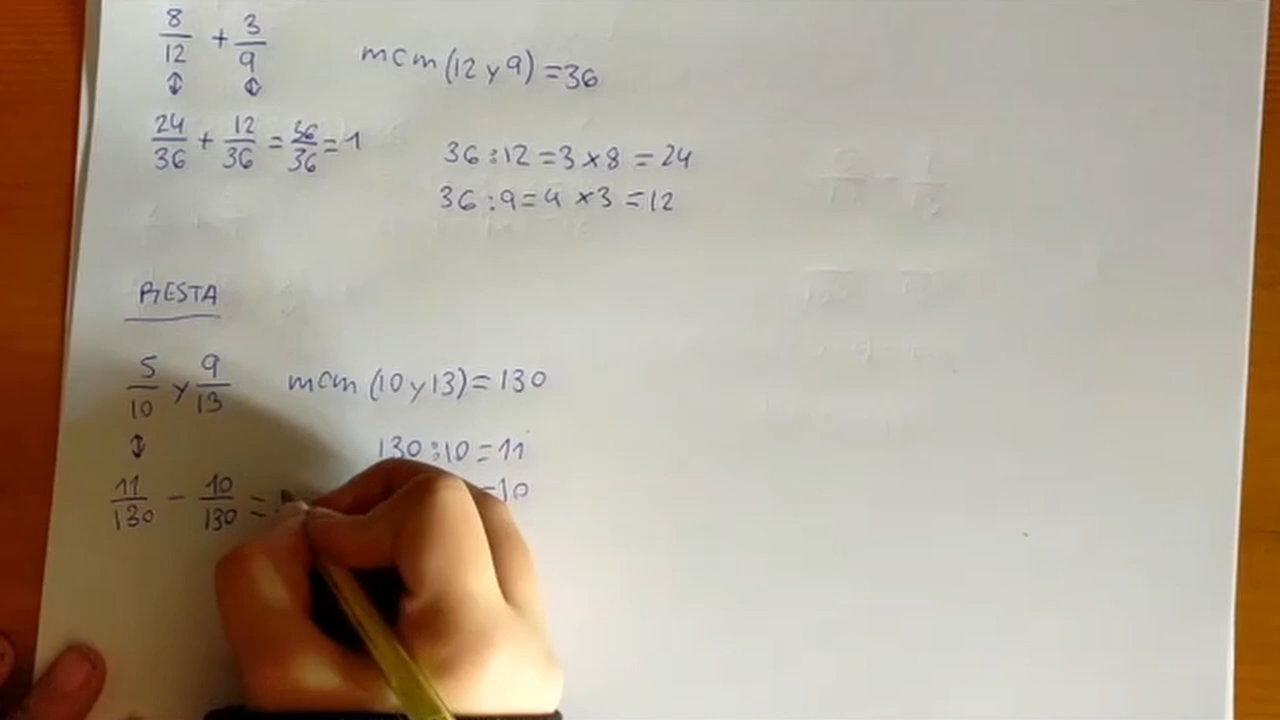 8/12 + 3/9
mcm (12 y 9) = 36
24/36 + 12/36 = 36/36 = 1
36 : 12 = 3 x 8 = 24
36 : 9 = 4 x 3 = 12
RESTA
5/10 y 9/13
mcm (10 y 13) = 130
130 : 10 = 11
11/130 - 10/130 =
= 10